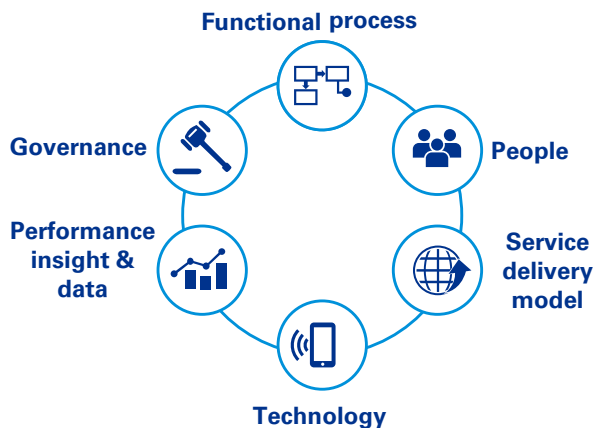 Functional process
People
Service
delivery
model
Technology
Performance
insight &
data
Governance